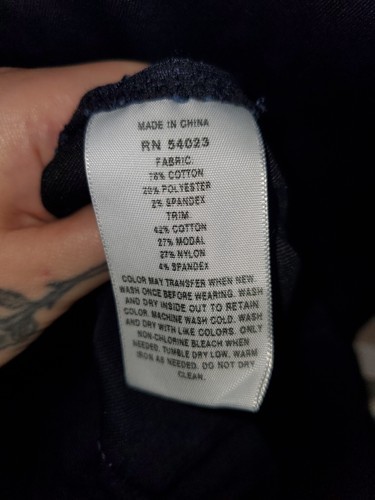 MADE IN CHINA
RN 54023
FABRIC:
78% COTTON
20% POLYESTER
2% SPANDEX
TRIM:
42% COTTON
27% MODAL
27% NYLON
4% SPANDEX
COLOR MAY TRANSFER WHEN NEW.
WASH ONCE BEFORE WEARING. WASH
AND DRY INSIDE OUT TO RETAIN
COLOR. MACHINE WASH COLD. WASH
AND DRY WITH LIKE COLORS. ONLY
NON-CHLORINE BLEACH WHEN
NEEDED. TUMBLE DRY LOW. WARM
IRON AS NEEDED. DO NOT DRY
CLEAN.